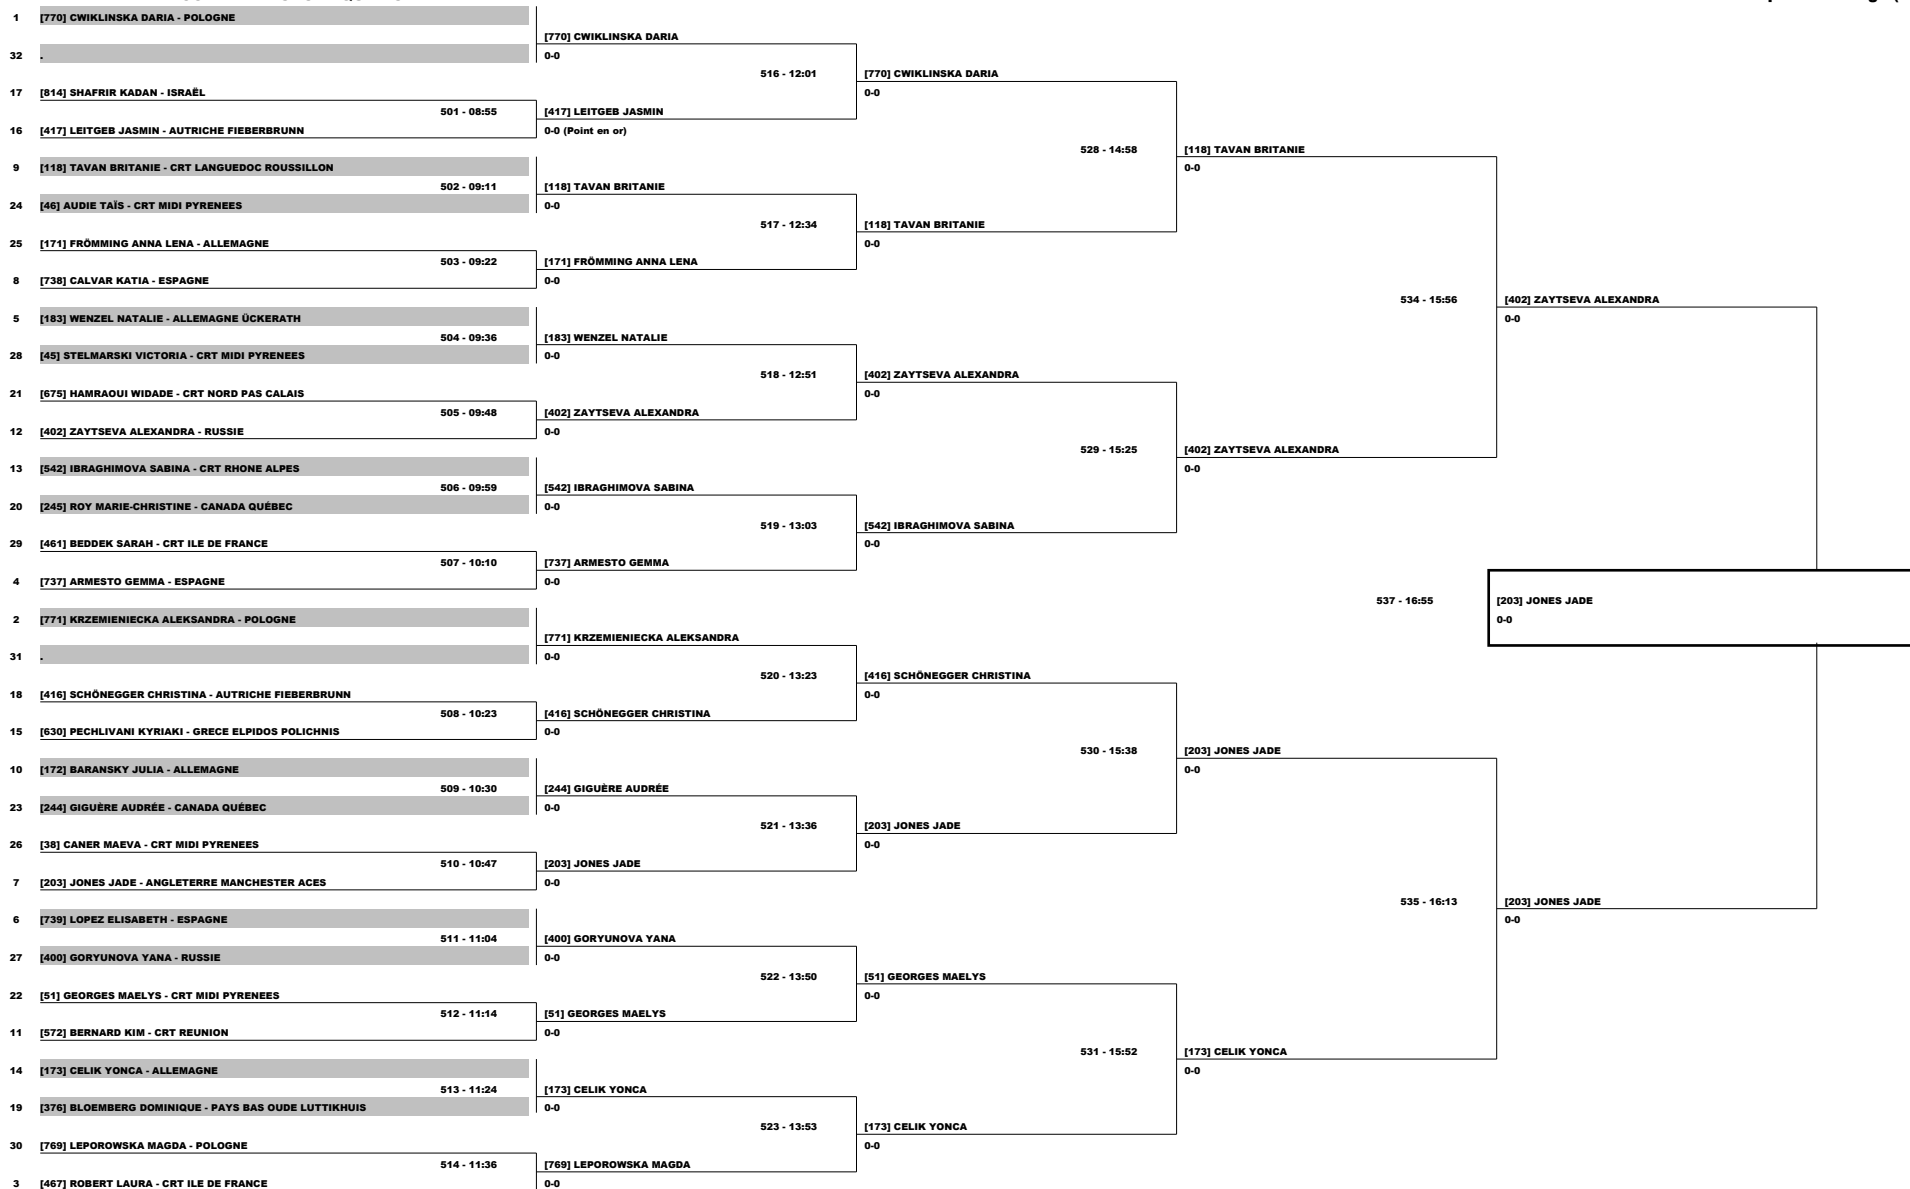 1 [770] CWIKLINSKA DARIA - POLOGNE
[770] CWIKLINSKA DARIA
32 .
0-0
516 - 12:01
[770] CWIKLINSKA DARIA
17 [814] SHAFRIR KADAN - ISRAËL
0-0
501 - 08:55
[417] LEITGEB JASMIN
16 [417] LEITGEB JASMIN - AUTRICHE FIEBERBRUNN
0-0 (Point en or)
528 - 14:58
[118] TAVAN BRITANIE
9 [118] TAVAN BRITANIE - CRT LANGUEDOC ROUSSILLON
0-0
502 - 09:11
[118] TAVAN BRITANIE
24 [46] AUDIE TAÏS - CRT MIDI PYRENEES
0-0
517 - 12:34
[118] TAVAN BRITANIE
25 [171] FRÖMMING ANNA LENA - ALLEMAGNE
0-0
503 - 09:22
[171] FRÖMMING ANNA LENA
8 [738] CALVAR KATIA - ESPAGNE
0-0
534 - 15:56
[402] ZAYTSEVA ALEXANDRA
5 [183] WENZEL NATALIE - ALLEMAGNE ÜCKERATH
0-0
504 - 09:36
[183] WENZEL NATALIE
28 [45] STELMARSKI VICTORIA - CRT MIDI PYRENEES
0-0
518 - 12:51
[402] ZAYTSEVA ALEXANDRA
21 [675] HAMRAOUI WIDADE - CRT NORD PAS CALAIS
0-0
505 - 09:48
[402] ZAYTSEVA ALEXANDRA
12 [402] ZAYTSEVA ALEXANDRA - RUSSIE
0-0
529 - 15:25
[402] ZAYTSEVA ALEXANDRA
13 [542] IBRAGHIMOVA SABINA - CRT RHONE ALPES
0-0
506 - 09:59
[542] IBRAGHIMOVA SABINA
20 [245] ROY MARIE-CHRISTINE - CANADA QUÉBEC
0-0
519 - 13:03
[542] IBRAGHIMOVA SABINA
29 [461] BEDDEK SARAH - CRT ILE DE FRANCE
0-0
507 - 10:10
[737] ARMESTO GEMMA
4 [737] ARMESTO GEMMA - ESPAGNE
0-0
537 - 16:55
[203] JONES JADE
2 [771] KRZEMIENIECKA ALEKSANDRA - POLOGNE
0-0
[771] KRZEMIENIECKA ALEKSANDRA
31 .
0-0
520 - 13:23
[416] SCHÖNEGGER CHRISTINA
18 [416] SCHÖNEGGER CHRISTINA - AUTRICHE FIEBERBRUNN
0-0
508 - 10:23
[416] SCHÖNEGGER CHRISTINA
15 [630] PECHLIVANI KYRIAKI - GRECE ELPIDOS POLICHNIS
0-0
530 - 15:38
[203] JONES JADE
10 [172] BARANSKY JULIA - ALLEMAGNE
0-0
509 - 10:30
[244] GIGUÈRE AUDRÉE
23 [244] GIGUÈRE AUDRÉE - CANADA QUÉBEC
0-0
521 - 13:36
[203] JONES JADE
26 [38] CANER MAEVA - CRT MIDI PYRENEES
0-0
510 - 10:47
[203] JONES JADE
7 [203] JONES JADE - ANGLETERRE MANCHESTER ACES
0-0
535 - 16:13
[203] JONES JADE
6 [739] LOPEZ ELISABETH - ESPAGNE
0-0
511 - 11:04
[400] GORYUNOVA YANA
27 [400] GORYUNOVA YANA - RUSSIE
0-0
522 - 13:50
[51] GEORGES MAELYS
22 [51] GEORGES MAELYS - CRT MIDI PYRENEES
0-0
512 - 11:14
[51] GEORGES MAELYS
11 [572] BERNARD KIM - CRT REUNION
0-0
531 - 15:52
[173] CELIK YONCA
14 [173] CELIK YONCA - ALLEMAGNE
0-0
513 - 11:24
[173] CELIK YONCA
19 [376] BLOEMBERG DOMINIQUE - PAYS BAS OUDE LUTTIKHUIS
0-0
523 - 13:53
[173] CELIK YONCA
30 [769] LEPOROWSKA MAGDA - POLOGNE
0-0
514 - 11:36
[769] LEPOROWSKA MAGDA
3 [467] ROBERT LAURA - CRT ILE DE FRANCE
0-0